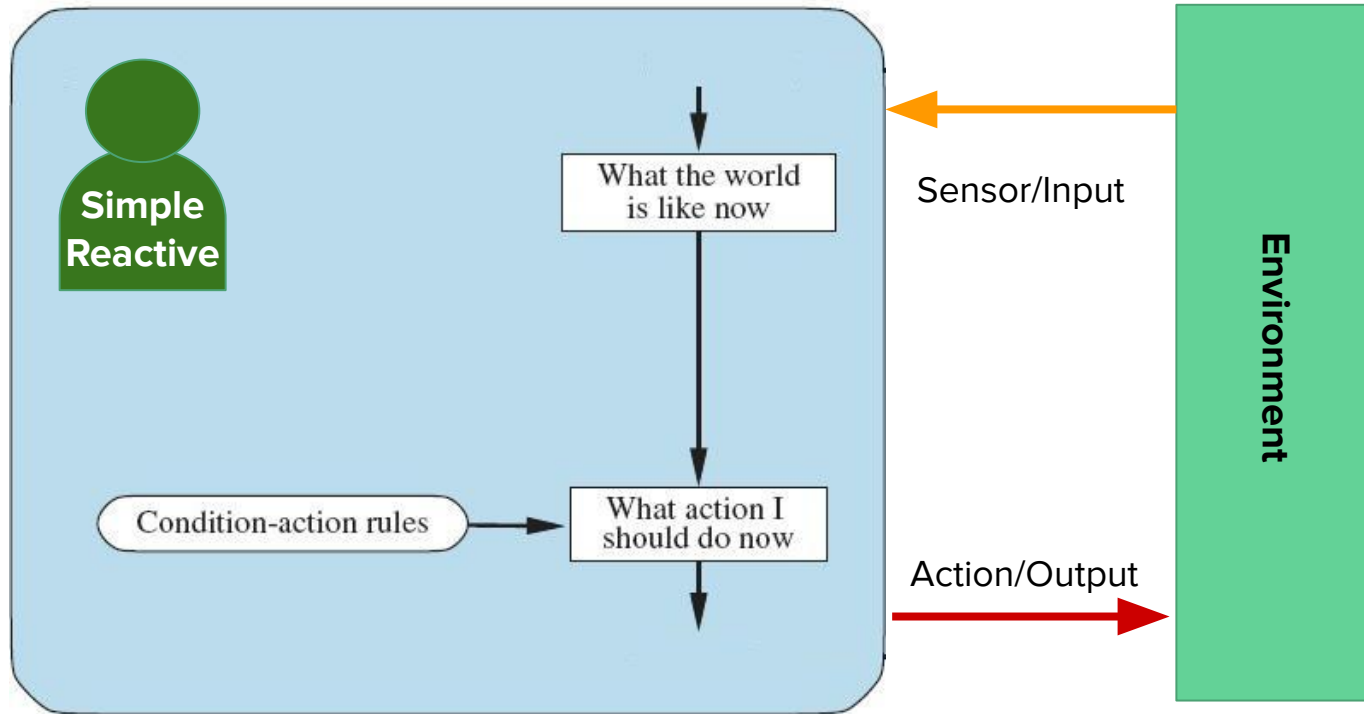 Simple
Reactive
What the world
is like now
Sensor/Input
Environment
Condition-action rules
What action I
should do now
Action/Output